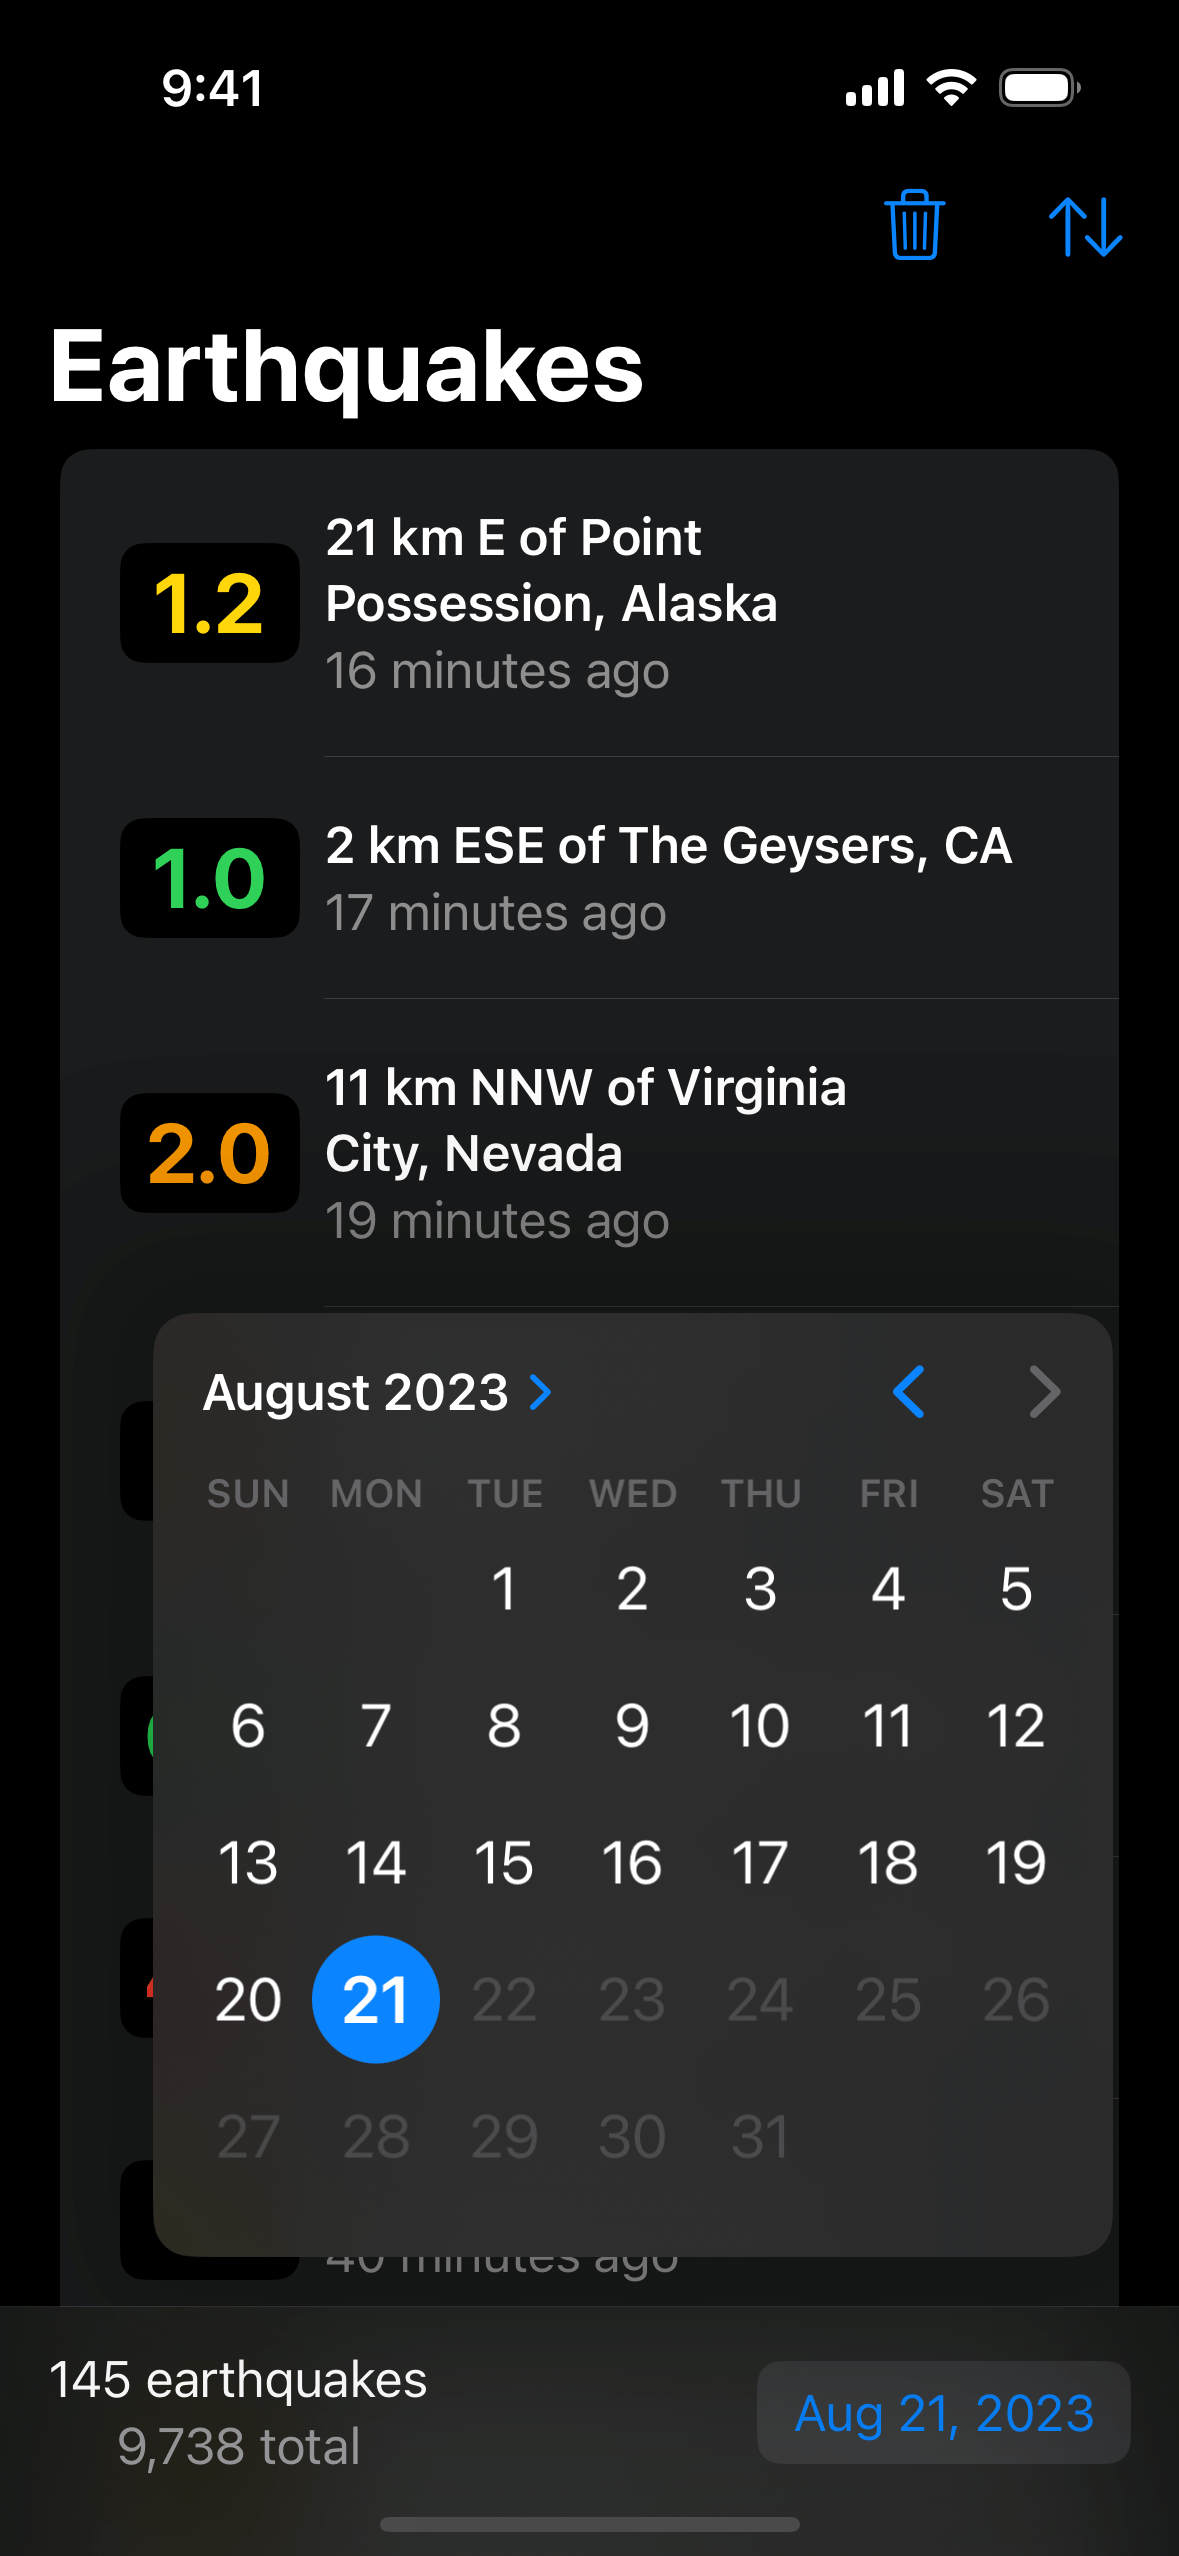 9:41
Earthquakes
1.2
21 km E of Point
Possession, Alaska
16 minutes ago
1.0
2 km ESE of The Geysers, CA
17 minutes ago
2.0
11 km NNW of Virginia
City, Nevada
19 minutes ago
August 2023
SUN MON TUE WED THU FRI SAT
1 2 3 4 5
6 7 8 9 10 11 12
13 14 15 16 17 18 19
20 21 22 23 24 25 26
27 28 29 30 31
40 minutes ago
145 earthquakes
9,738 total
Aug 21, 2023